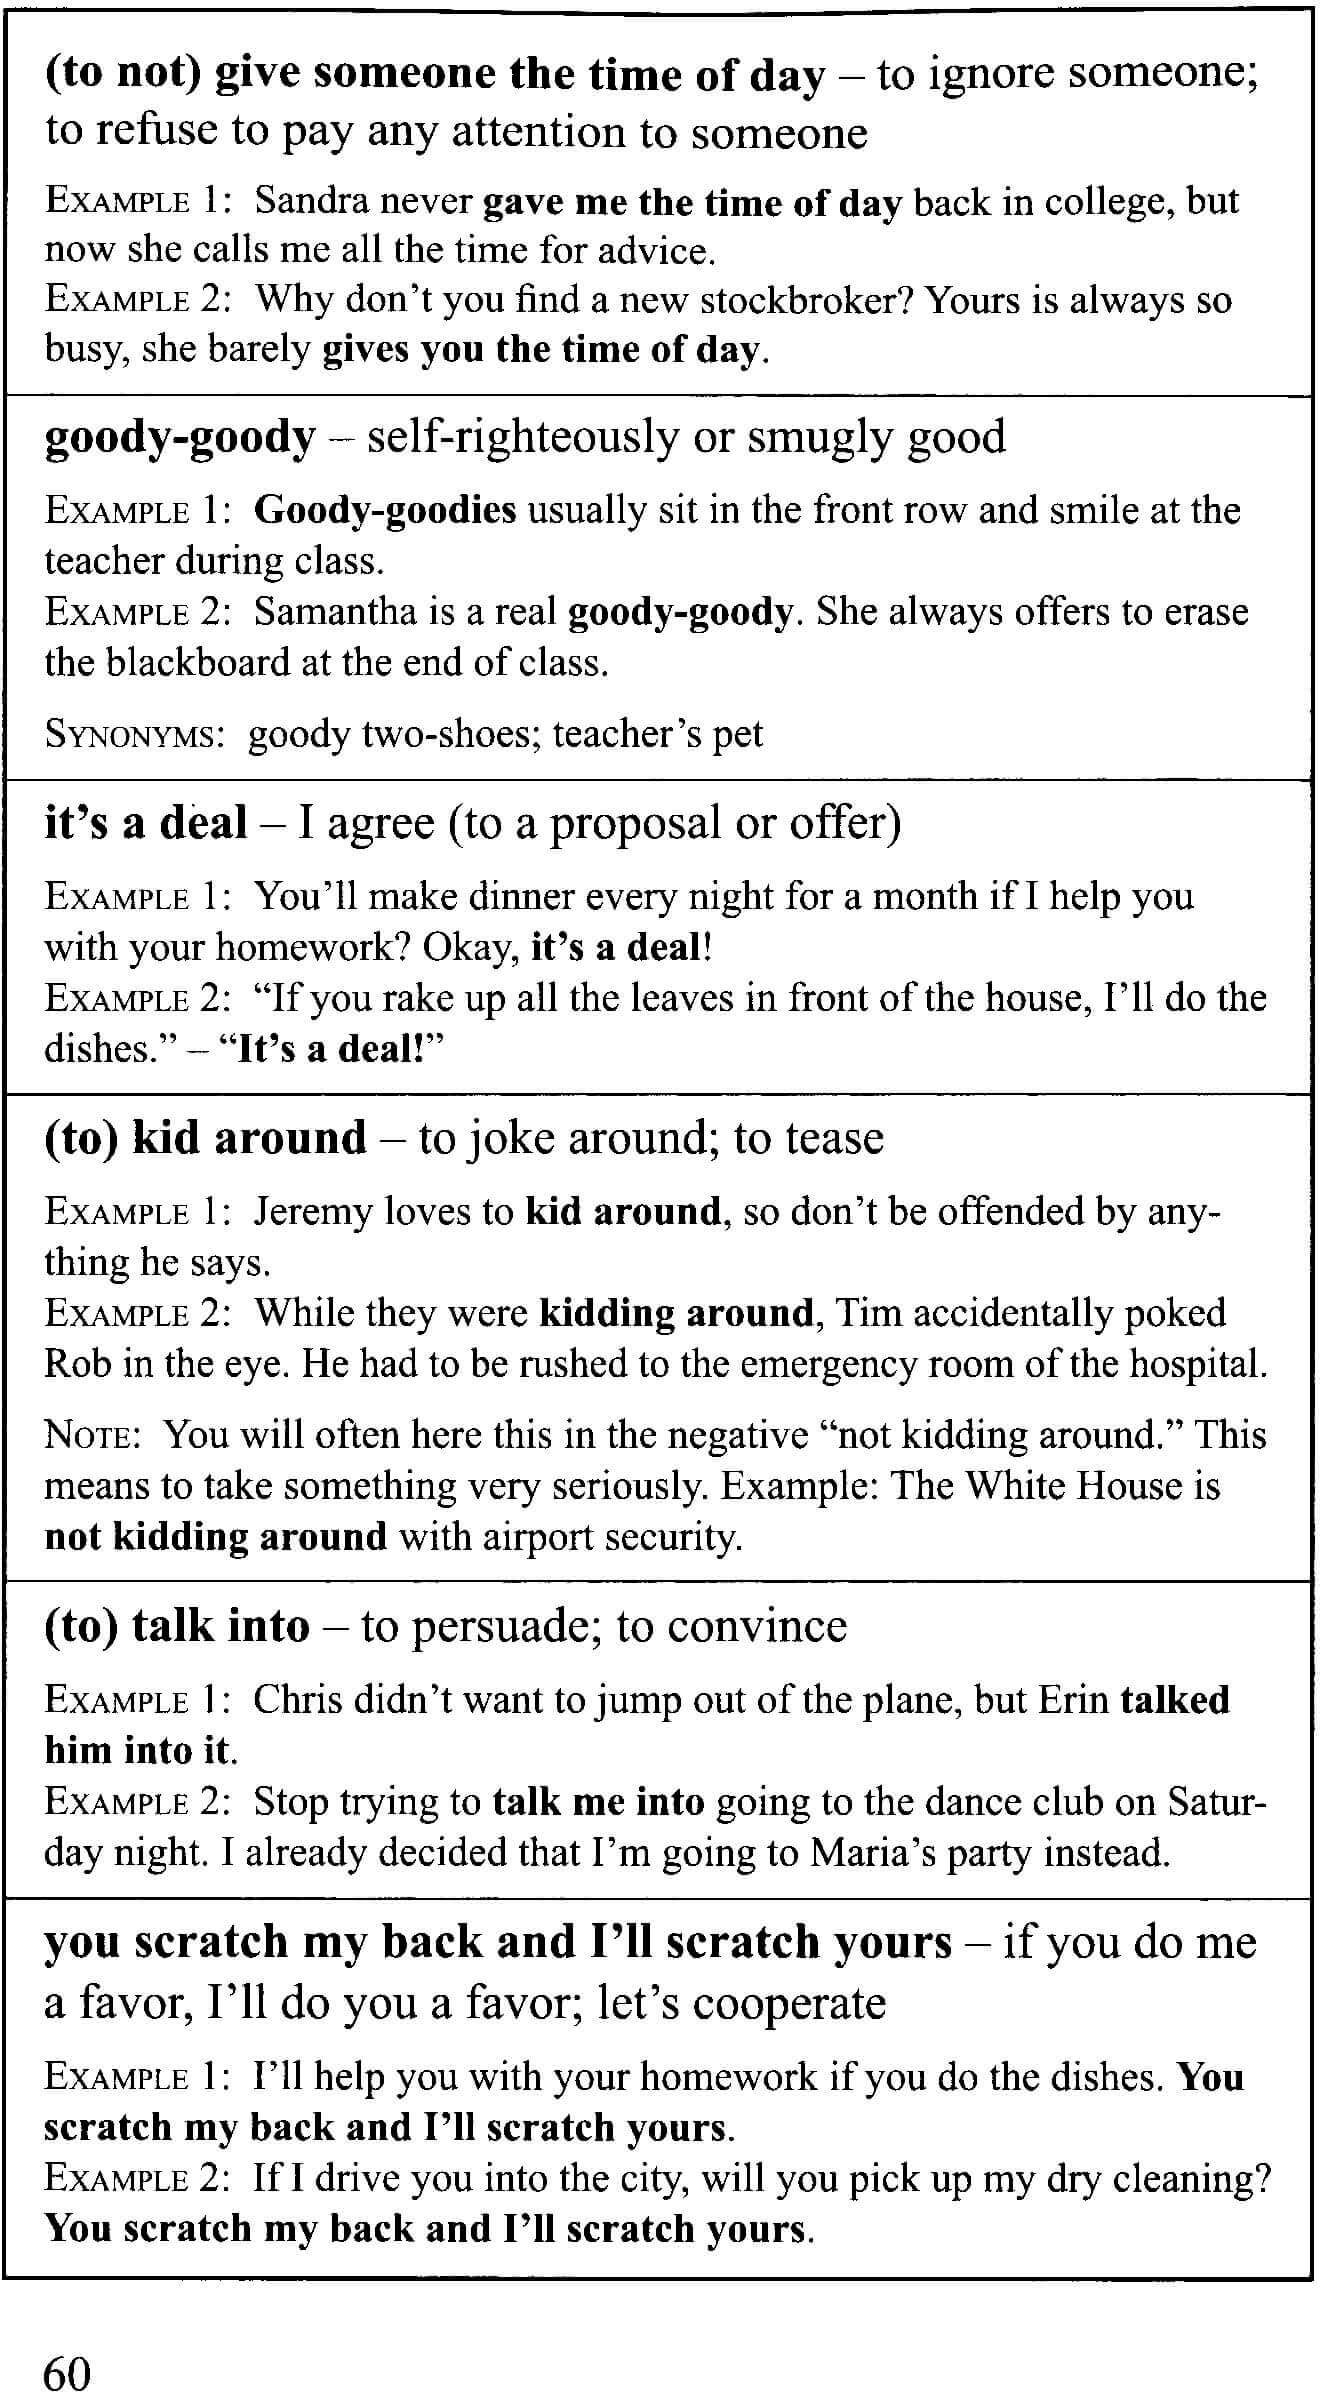 (to not) give someone the time of day – to ignore someone;
to refuse to pay any attention to someone
EXAMPLE 1: Sandra never gave me the time of day back in college, but
now she calls me all the time for advice.
EXAMPLE 2: Why don’t you find a new stockbroker? Yours is always so
busy, she barely gives you the time of day.
goody-goody – self-righteously or smugly good
EXAMPLE 1: Goody-goodies usually sit in the front row and smile at the
teacher during class.
EXAMPLE 2: Samantha is a real goody-goody. She always offers to erase
the blackboard at the end of class.
SYNONYMS: goody two-shoes; teacher’s pet
it’s a deal – I agree (to a proposal or offer)
EXAMPLE 1: You’ll make dinner every night for a month if I help you
with your homework? Okay, it’s a deal!
EXAMPLE 2: “If you rake up all the leaves in front of the house, I’ll do the
dishes.” – “It’s a deal!”
(to) kid around – to joke around; to tease
EXAMPLE 1: Jeremy loves to kid around, so don’t be offended by any-
thing he says.
EXAMPLE 2: While they were kidding around, Tim accidentally poked
Rob in the eye. He had to be rushed to the emergency room of the hospital.
NOTE: You will often here this in the negative “not kidding around.” This
means to take something very seriously. Example: The White House is
not kidding around with airport security.
(to) talk into – to persuade; to convince
EXAMPLE 1: Chris didn’t want to jump out of the plane, but Erin talked
him into it.
EXAMPLE 2: Stop trying to talk me into going to the dance club on Satur-
day night. I already decided that I’m going to Maria’s party instead.
you scratch my back and I’ll scratch yours – if you do me
a favor, I’ll do you a favor; let’s cooperate
EXAMPLE 1: I’ll help you with your homework if you do the dishes. You
scratch my back and I’ll scratch yours.
EXAMPLE 2: If I drive you into the city, will you pick up my dry cleaning?
You scratch my back and I’ll scratch yours.
60